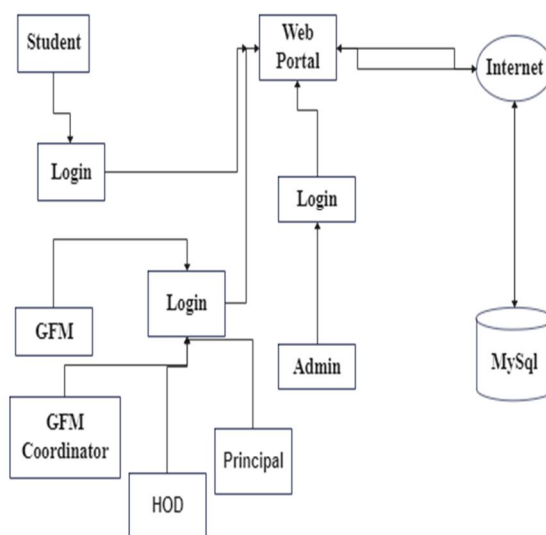 Student
Web
Portal
Internet
Login
Login
Login
GFM
Admin
MySql
GFM
Coordinator
Principal
HOD